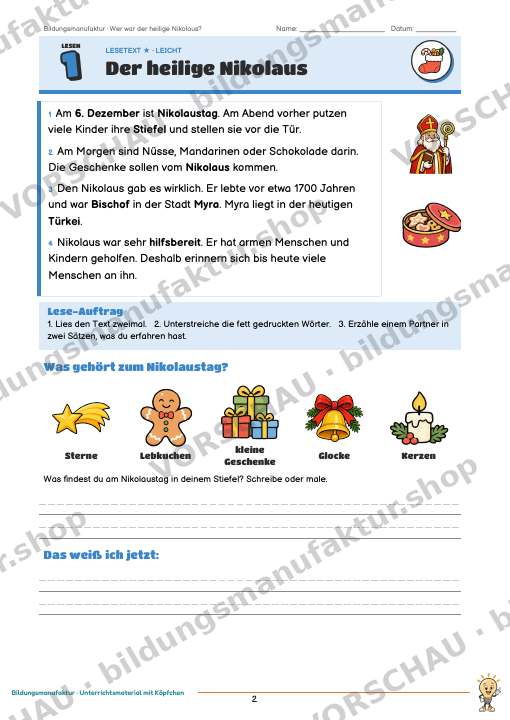 Bildungsmanufaktur · Wer war der heilige Nikolaus? Name: ____________ Datum: ____________
LESEN
1
LESETEXT ★ · LEICHT
Der heilige Nikolaus
1 Am 6. Dezember ist Nikolaustag. Am Abend vorher putzen
viele Kinder ihre Stiefel und stellen sie vor die Tür.
2 Am Morgen sind Nüsse, Mandarinen oder Schokolade darin.
Die Geschenke sollen vom Nikolaus kommen.
3 Den Nikolaus gab es wirklich. Er lebte vor etwa 1700 Jahren
und war Bischof in der Stadt Myra. Myra liegt in der heutigen
Türkei.
4 Nikolaus war sehr hilfsbereit. Er hat armen Menschen und
Kindern geholfen. Deshalb erinnern sich bis heute viele
Menschen an ihn.
Lese-Auftrag
1. Lies den Text zweimal. 2. Unterstreiche die fett gedruckten Wörter. 3. Erzähle einem Partner in
zwei Sätzen, was du erfahren hast.
Was gehört zum Nikolaustag?
Sterne Lebkuchen kleine Geschenke Glocke Kerzen
Was findest du am Nikolaustag in deinem Stiefel? Schreibe oder male.
Das weiß ich jetzt:
Bildungsmanufaktur · Unterrichtsmaterial mit Köpfchen
2
VORSCHAU · bildungsmanufaktur.shop